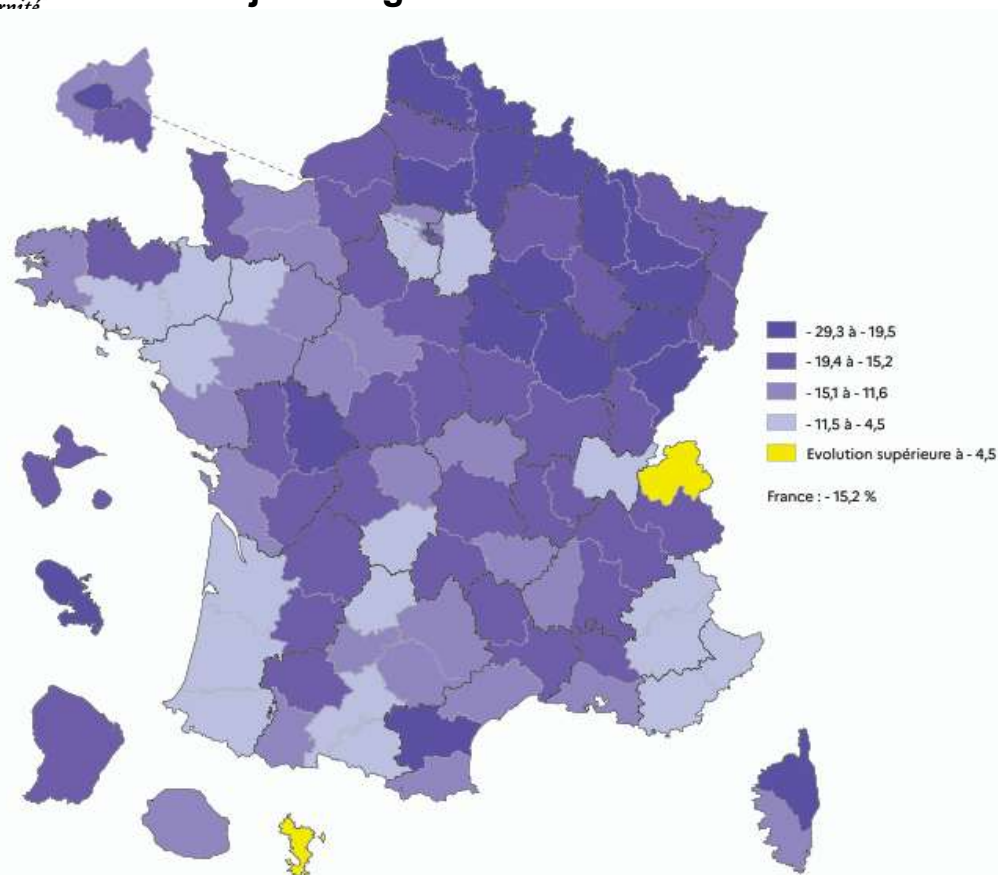 - 29,3 à - 19,5
- 19,4 à - 15,2
- 15,1 à - 11,6
- 11,5 à - 4,5
Evolution supérieure à - 4,5
France : - 15,2 %